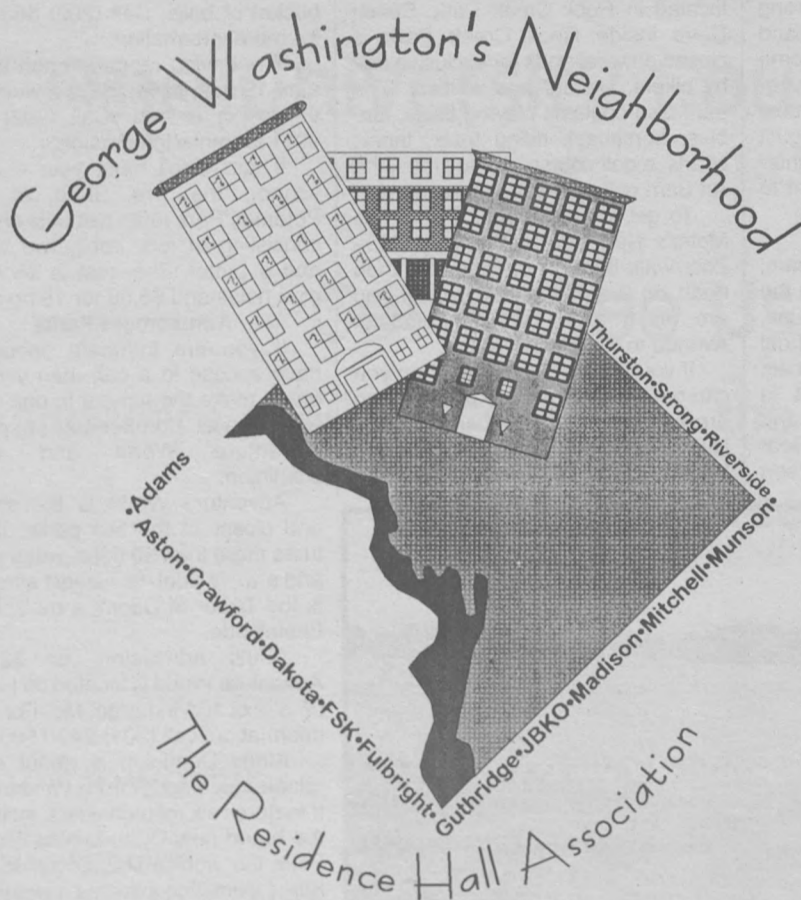 George Washington's Neighborhood
Thurston•Strong•Riverside•
•Adams
Aston•Crawford•Dakota•FSK•Fulbright•
Guthridge•JBKO•Madison•Mitchell•Munson•
The Residence Hall Association